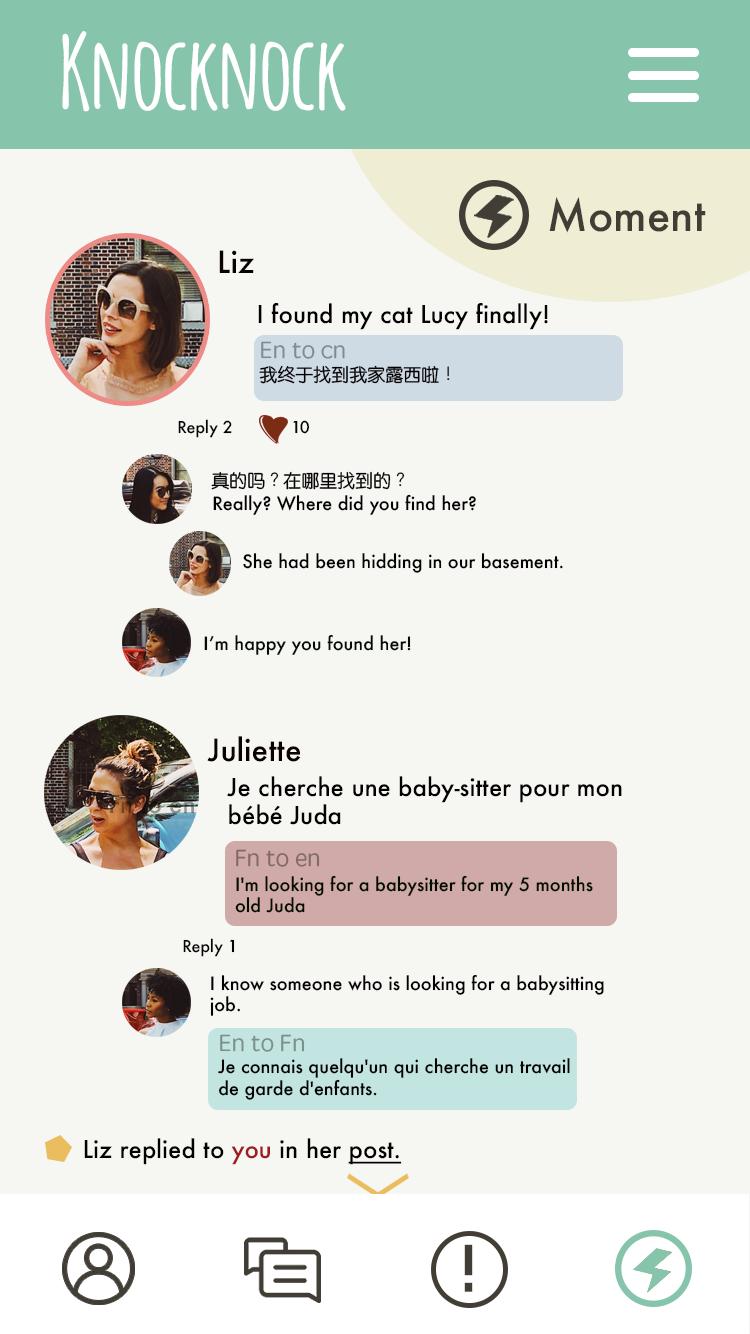 KNOCKNOCK
Moment
Liz
I found my cat Lucy finally!
En to cn
我终于找到我家露西啦！
Reply 2
10
真的吗？在哪里找到的？
Really? Where did you find her?
She had been hidding in our basement.
I’m happy you found her!
Juliette
Je cherche une baby-sitter pour mon
bébé Juda
Fn to en
I'm looking for a babysitter for my 5 months
old Juda
Reply 1
I know someone who is looking for a babysitting
job.
En to Fn
Je connais quelqu'un qui cherche un travail
de garde d'enfants.
Liz replied to you in her post.